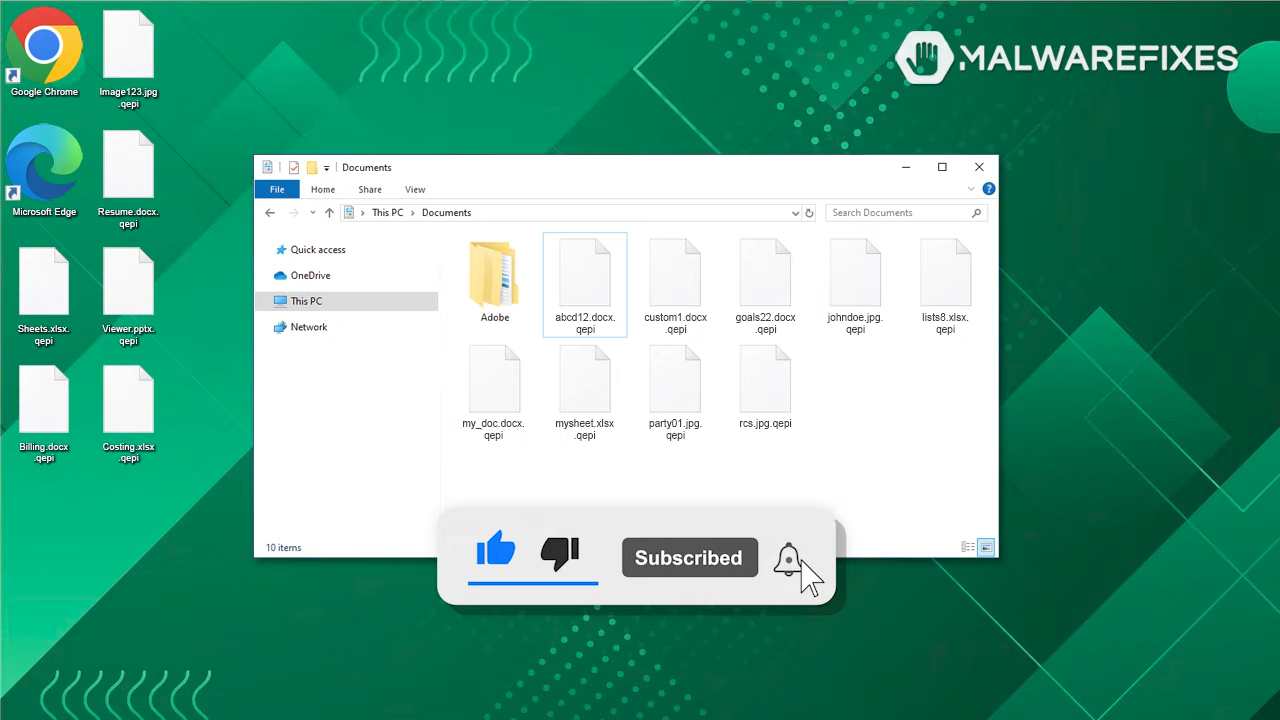 MALWAREFIXES
Google Chrome
Image123.jpg
.qepi
Microsoft Edge
Resume.docx.
qepi
Sheets.xlsx.
qepi
Viewer.pptx.
qepi
Billing.docx
.qepi
Costing.xlsx
.qepi
Documents
File Home Share View
This PC > Documents
Search Documents
Quick access
OneDrive
This PC
Network
Adobe
abcd12.docx.
qepi
custom1.docx
.qepi
goals22.docx
.qepi
johndoe.jpg.
qepi
lists8.xlsx.
qepi
my_doc.docx.
qepi
mysheet.xlsx
.qepi
party01.jpg.
qepi
rcs.jpg.qepi
10 items
Subscribed